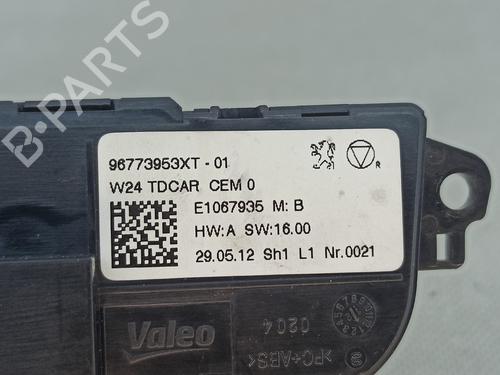 B-PARTS
96773953XT - 01
W24 TDCAR CEM 0
E1067935 M: B
HW:A SW:16.00
29.05.12 Sh1 L1 Nr.0021
R
Valeo
0204
>PC+ABS<